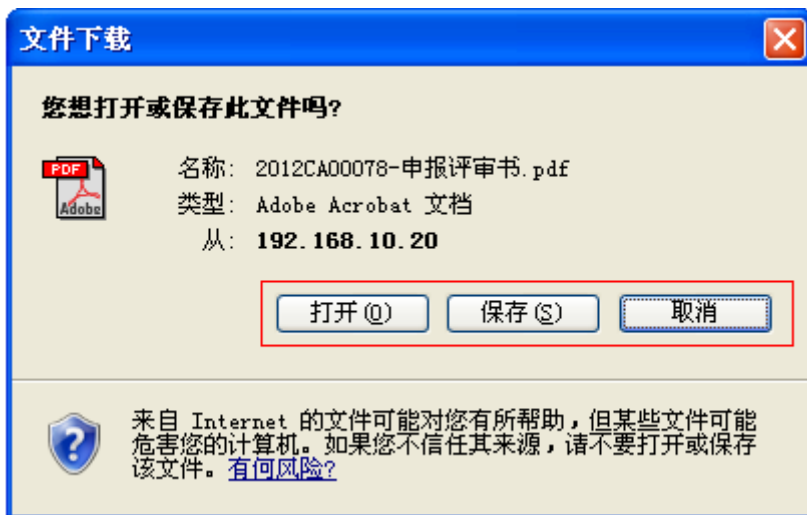 文件下载
您想打开或保存此文件吗?
PDF
Adobe
名称: 2012CA00078-申报评审书.pdf
类型: Adobe Acrobat 文档
从: 192.168.10.20
打开(O) 保存(S) 取消
来自 Internet 的文件可能对您有所帮助，但某些文件可能
危害您的计算机。如果您不信任其来源，请不要打开或保存
该文件。有何风险?